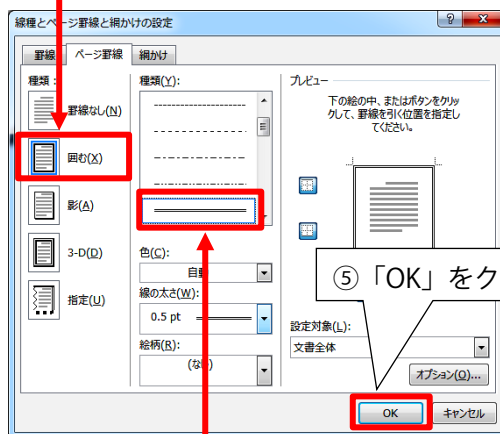 線種とページ罫線と網かけの設定
罫線
ページ罫線
網かけ
種類:
罫線なし(N)
囲む(X)
影(A)
3-D(D)
指定(U)
種類(Y):
色(C):
自動
線の太さ(W):
0.5 pt
絵柄(R):
プレビュー
下の絵の中、またはボタンをクリッ
クして、罫線を引く位置を指定し
てください。
⑤「OK」をク
設定対象(L):
文書全体
オプション(O)...
OK
キャンセル